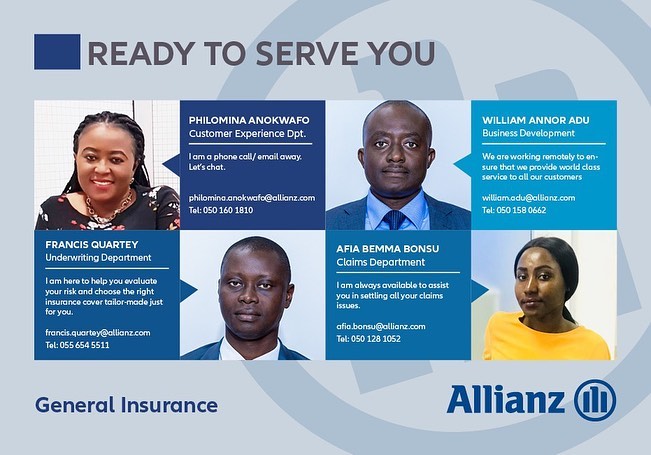 READY TO SERVE YOU
PHILOMINA ANOKWAFO
Customer Experience Dpt.
I am a phone call/ email away.
Let's chat.
philomina.anokwafo@allianz.com
Tel: 050 160 1810
WILLIAM ANNOR ADU
Business Development
We are working remotely to en-
sure that we provide world class
service to all our customers
william.adu@allianz.com
Tel: 050 158 0662
FRANCIS QUARTEY
Underwriting Department
I am here to help you evaluate
your risk and choose the right
insurance cover tailor-made just
for you.
francis.quartey@allianz.com
Tel: 055 654 5511
AFIA BEMMA BONSU
Claims Department
I am always available to assist
you in settling all your claims
issues.
afia.bonsu@allianz.com
Tel: 050 128 1052
General Insurance
Allianz